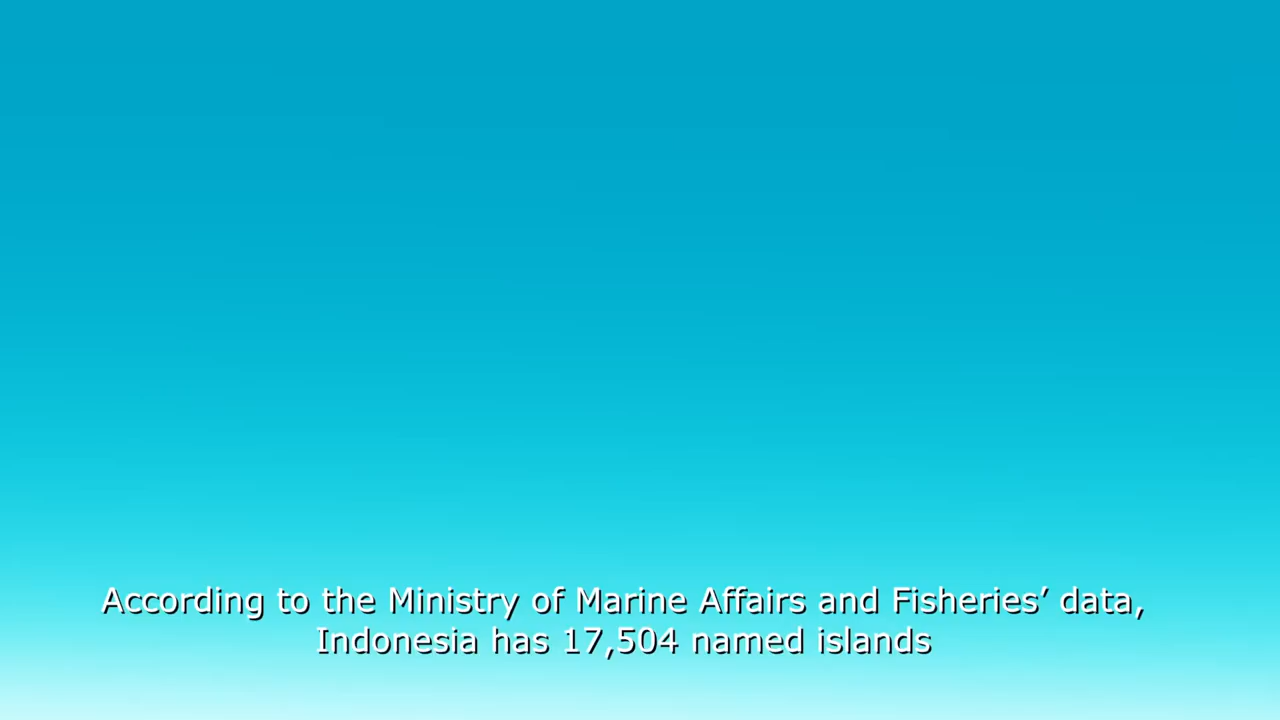 According to the Ministry of Marine Affairs and Fisheries’ data,
Indonesia has 17,504 named islands